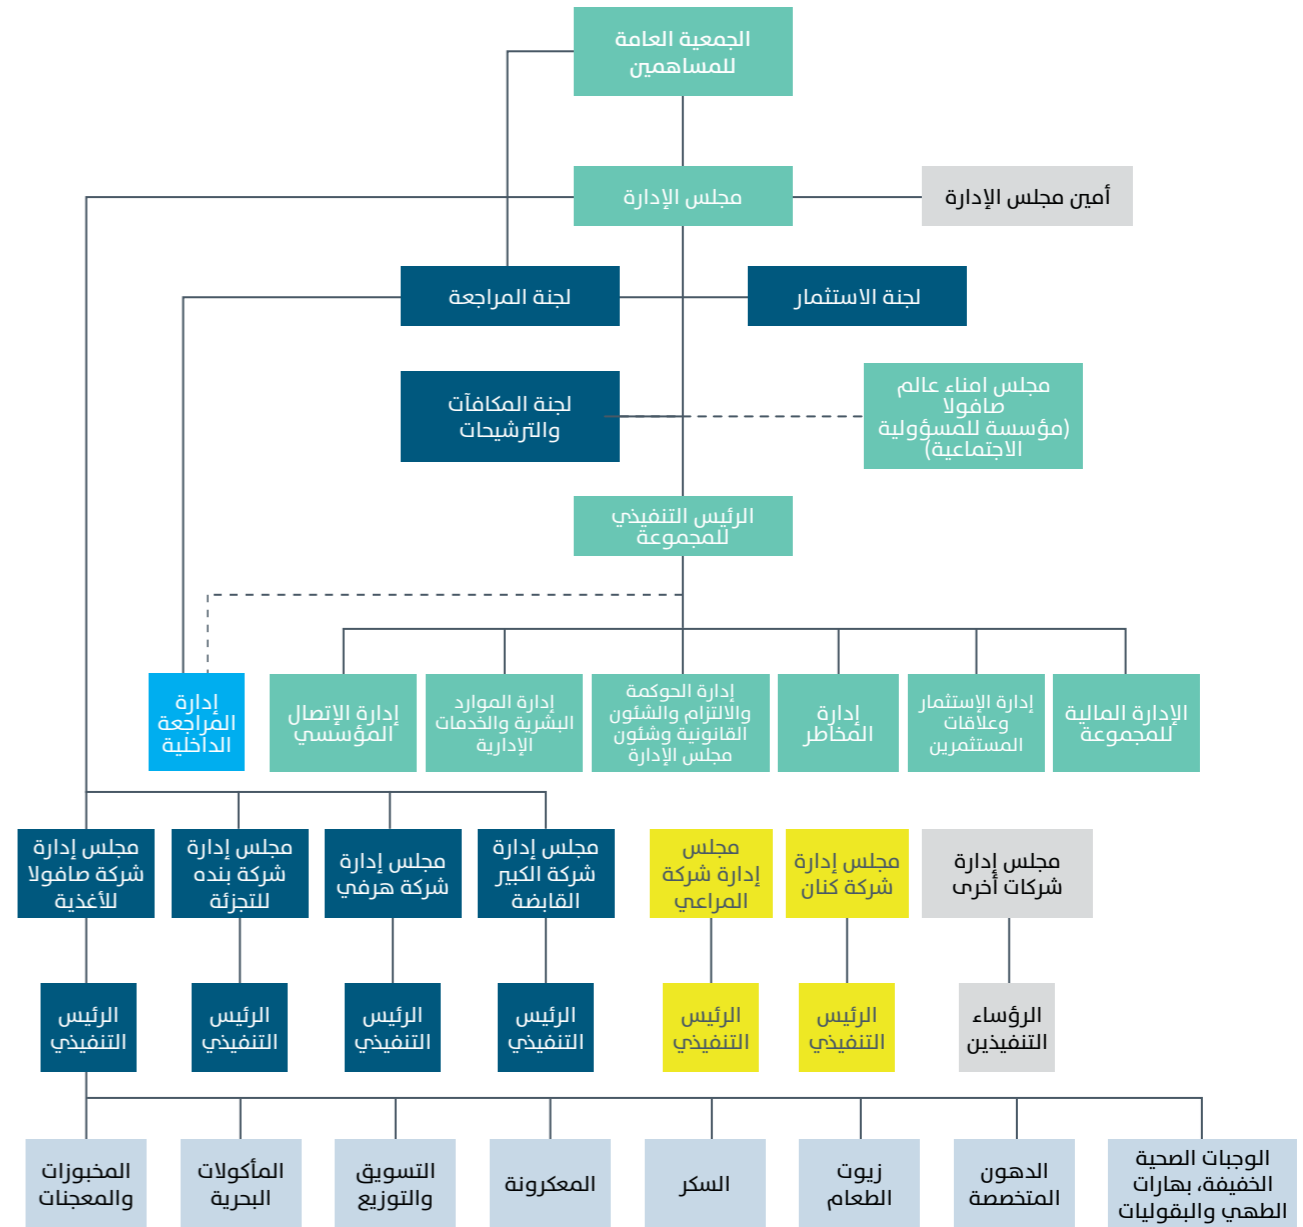 الجمعية العامة
للمساهمين
مجلس الإدارة
أمين مجلس الإدارة
لجنة الاستثمار
لجنة المراجعة
مجلس امناء عالم
صافولا
(مؤسسة للمسؤولية
الاجتماعية)
لجنة المكافآت
والترشيحات
الرئيس التنفيذي
للمجموعة
الإدارة المالية
للمجموعة
إدارة الإستثمار
وعلاقات
المستثمرين
إدارة
المخاطر
إدارة الحوكمة
والالتزام والشئون
القانونية وشئون
مجلس الإدارة
إدارة الموارد
البشرية والخدمات
الإدارية
إدارة الإتصال
المؤسسي
إدارة
المراجعة
الداخلية
مجلس إدارة
شركات أخرى
مجلس إدارة
شركة كنان
مجلس
إدارة شركة
المراعي
مجلس إدارة
شركة الكبير
القابضة
مجلس إدارة
شركة هرفي
مجلس إدارة
شركة بنده
للتجزئة
مجلس إدارة
شركة صافولا
للأغذية
الرؤساء
التنفيذين
الرئيس
التنفيذي
الرئيس
التنفيذي
الرئيس
التنفيذي
الرئيس
التنفيذي
الرئيس
التنفيذي
الرئيس
التنفيذي
الوجبات الصحية
الخفيفة، بهارات
الطهي والبقوليات
الدهون
المتخصصة
زيوت
الطعام
السكر
المعكرونة
التسويق
والتوزيع
المأكولات
البحرية
المخبوزات
والمعجنات